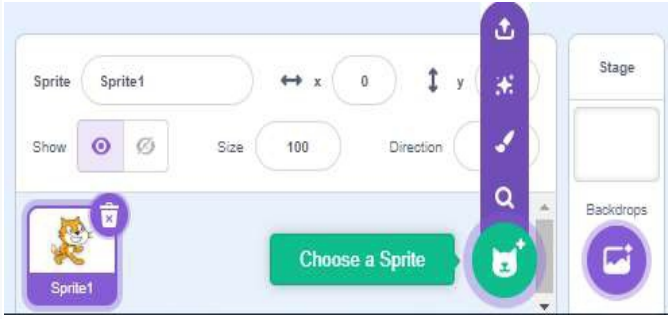 Sprite Sprite1 x 0 y
Stage
Show Size 100 Direction
Backdrops
Choose a Sprite
Sprite1